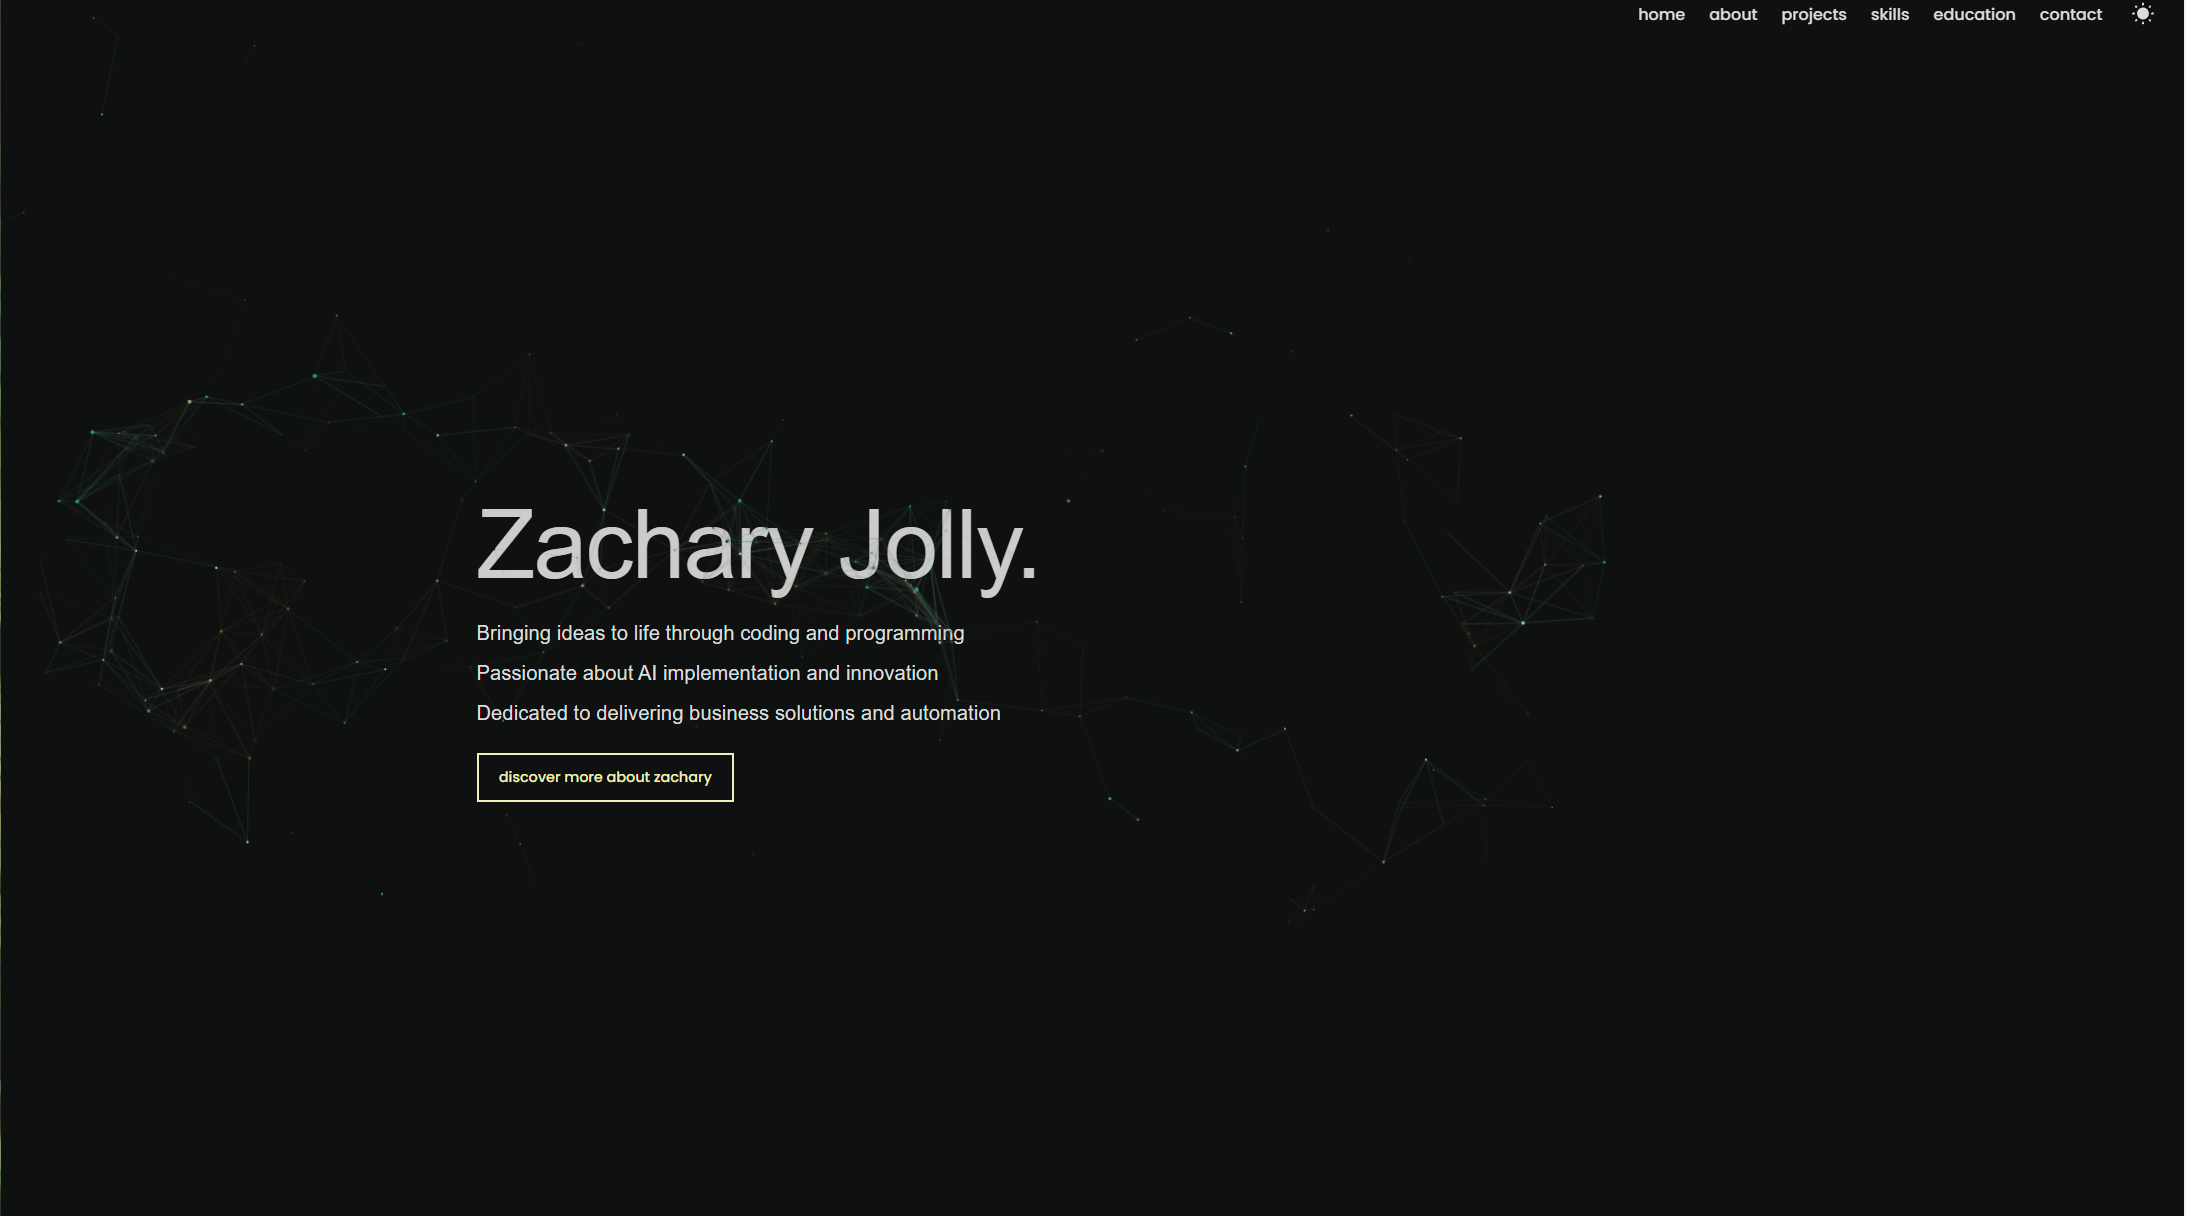 home about projects skills education contact
Zachary Jolly.
Bringing ideas to life through coding and programming
Passionate about AI implementation and innovation
Dedicated to delivering business solutions and automation
discover more about zachary